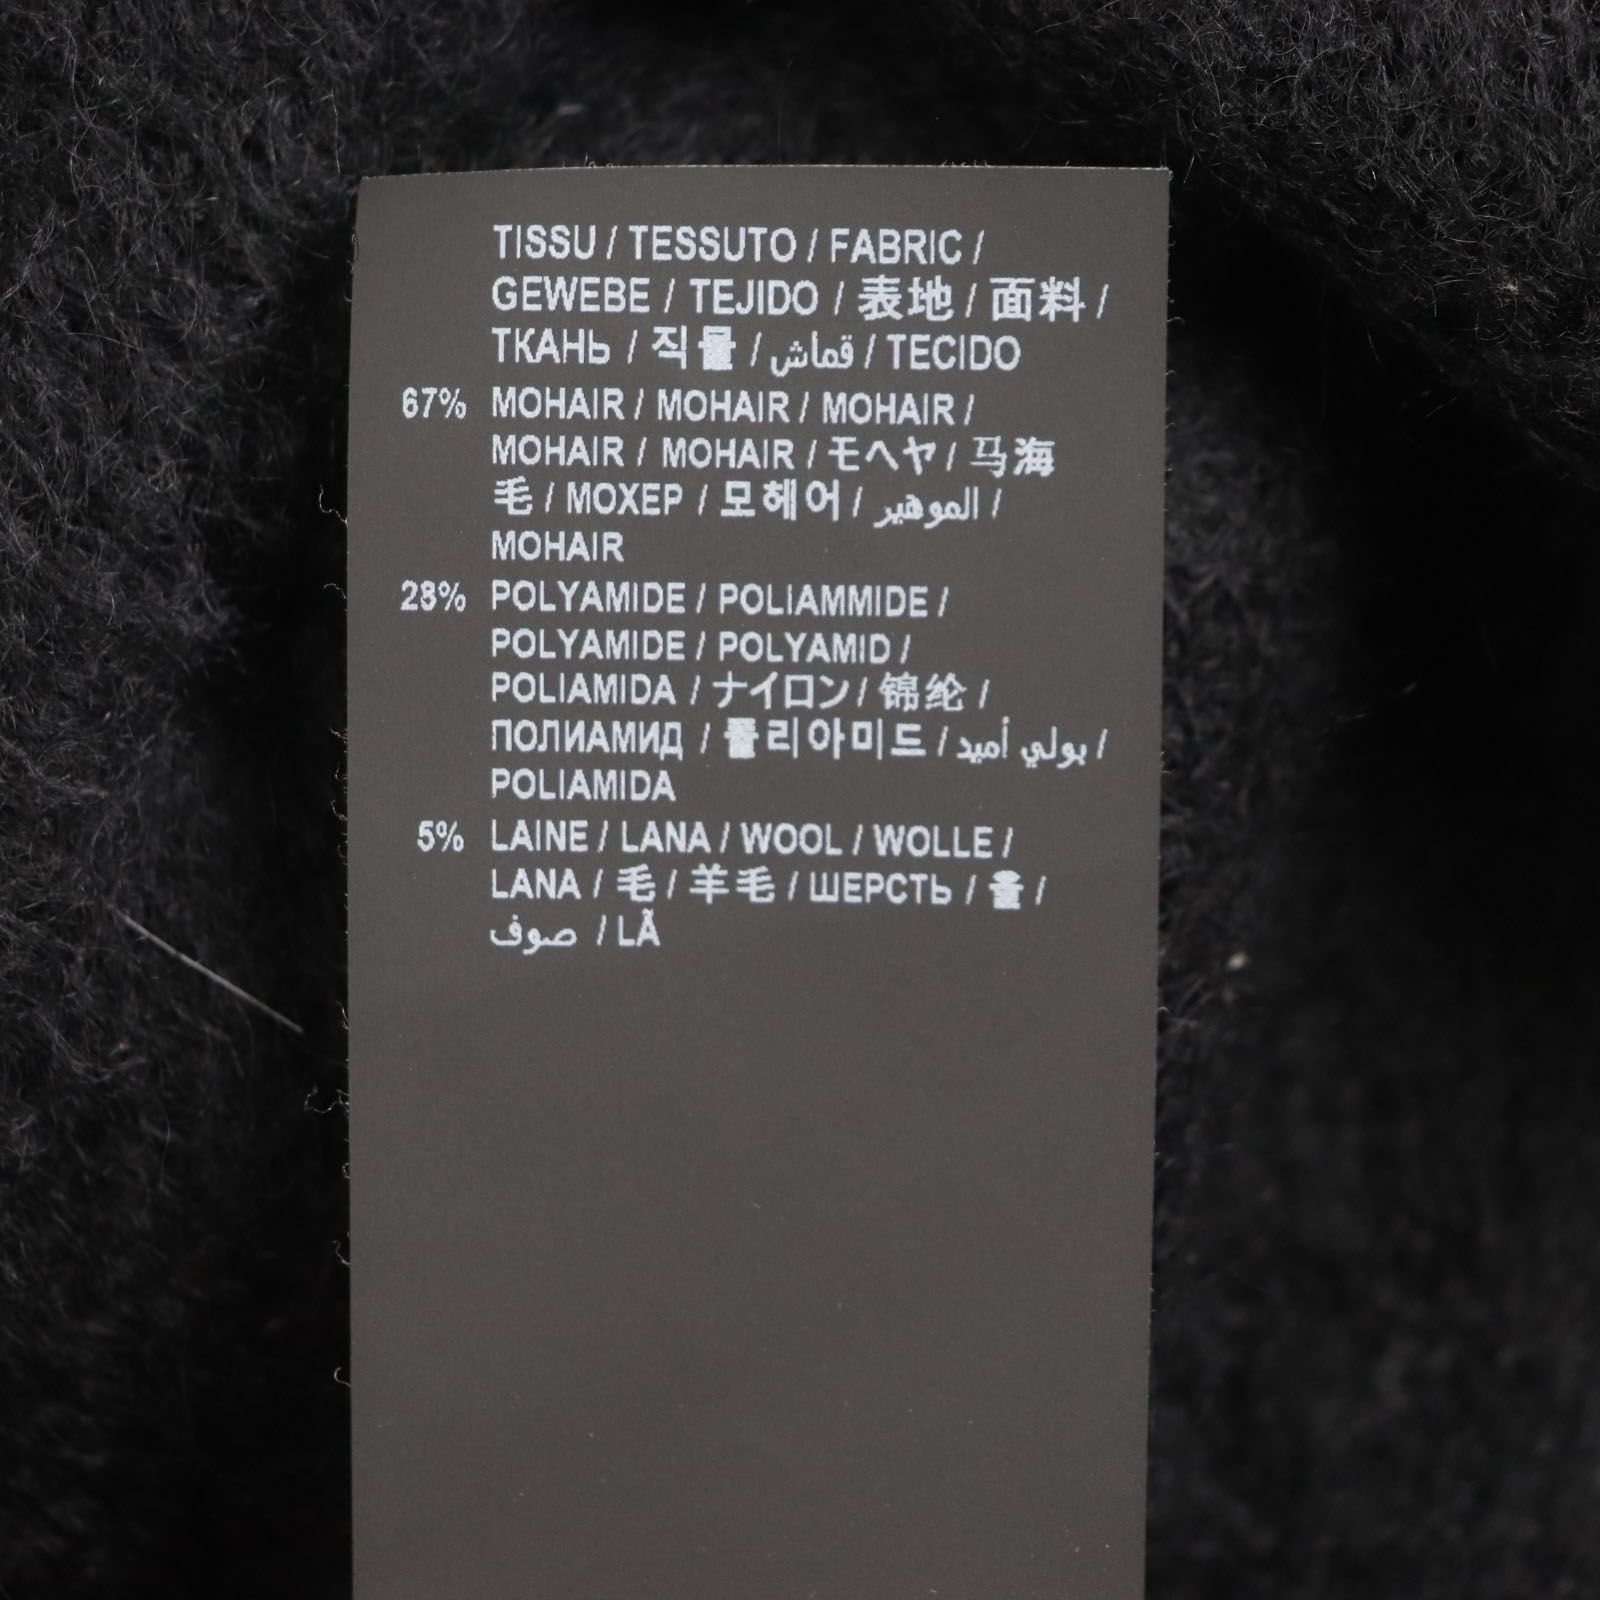 TISSU / TESSUTO / FABRIC /
GEWEBE / TEJIDO / 表地 / 面料 /
ТКАНЬ / 직물 / قماش / TECIDO
67% MOHAIR / MOHAIR / MOHAIR /
MOHAIR / MOHAIR / モヘヤ / 马海
毛 / МОХЕР / 모헤어 / الموهير /
MOHAIR
28% POLYAMIDE / POLIAMMIDE /
POLYAMIDE / POLYAMID /
POLIAMIDA / ナイロン / 锦纶 /
ПОЛИАМИД / 폴리아미드 / بولي أميد /
POLIAMIDA
5% LAINE / LANA / WOOL / WOLLE /
LANA / 毛 / 羊毛 / ШЕРСТЬ / 울 /
صوف / LÃ